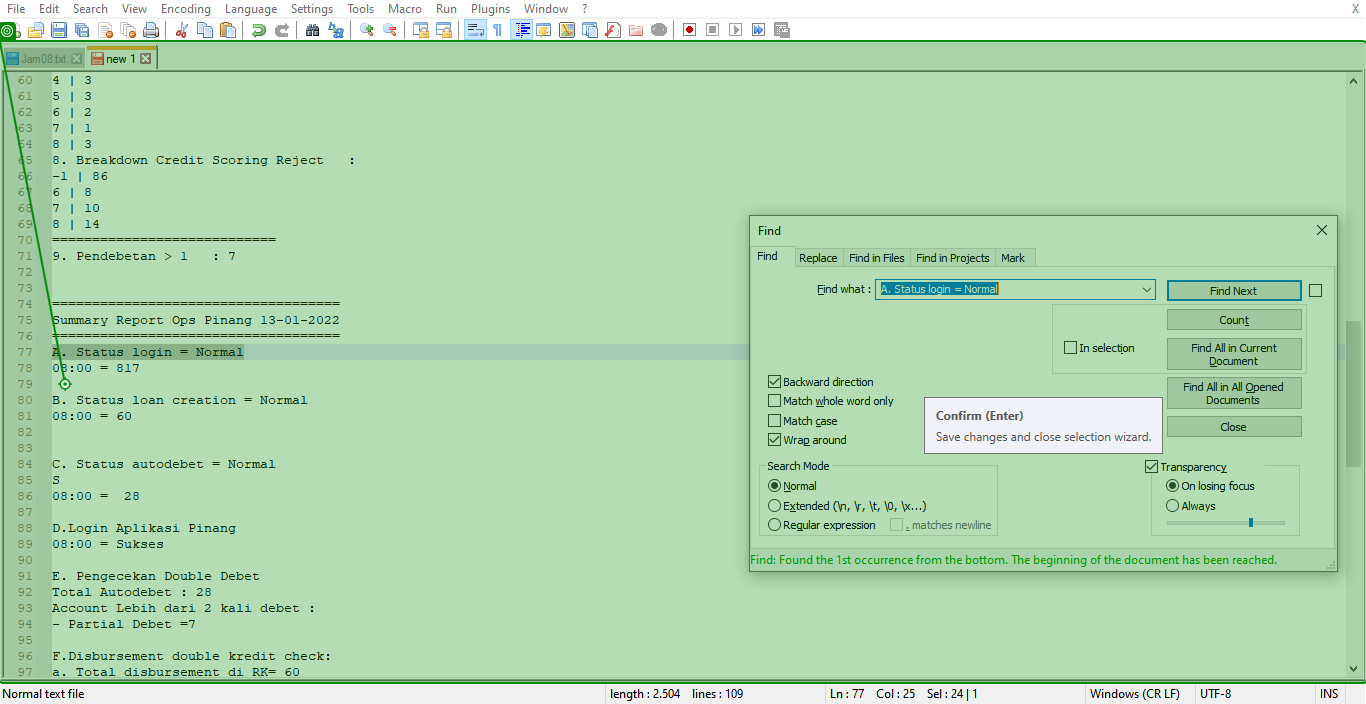 File Edit Search View Encoding Language Settings Tools Macro Run Plugins Window ? X
Jam08.txt new 1
60 4 | 3
61 5 | 3
62 6 | 2
63 7 | 1
64 8 | 3
65 8. Breakdown Credit Scoring Reject :
66 -1 | 86
67 6 | 8
68 7 | 10
69 8 | 14
70 ============================
71 9. Pendebetan > 1 : 7
72
73
74 ====================================
75 Summary Report Ops Pinang 13-01-2022
76 ====================================
77 A. Status login = Normal
78 08:00 = 817
79
80 B. Status loan creation = Normal
81 08:00 = 60
82
83
84 C. Status autodebet = Normal
85 S
86 08:00 = 28
87
88 D.Login Aplikasi Pinang
89 08:00 = Sukses
90
91 E. Pengecekan Double Debet
92 Total Autodebet : 28
93 Account Lebih dari 2 kali debet :
94 - Partial Debet =7
95
96 F.Disbursement double kredit check:
97 a. Total disbursement di RK= 60
Find
Find Replace Find in Files Find in Projects Mark
Find what : A. Status login = Normal
Find Next
Count
In selection
Find All in Current
Document
Find All in All Opened
Documents
Close
Backward direction
Match whole word only
Match case
Wrap around
Confirm (Enter)
Save changes and close selection wizard.
Search Mode
Normal
Extended (\n, \r, \t, \0, \x...)
Regular expression . matches newline
Transparency
On losing focus
Always
Find: Found the 1st occurrence from the bottom. The beginning of the document has been reached.
Normal text file length : 2.504 lines : 109 Ln : 77 Col : 25 Sel : 24 | 1 Windows (CR LF) UTF-8 INS